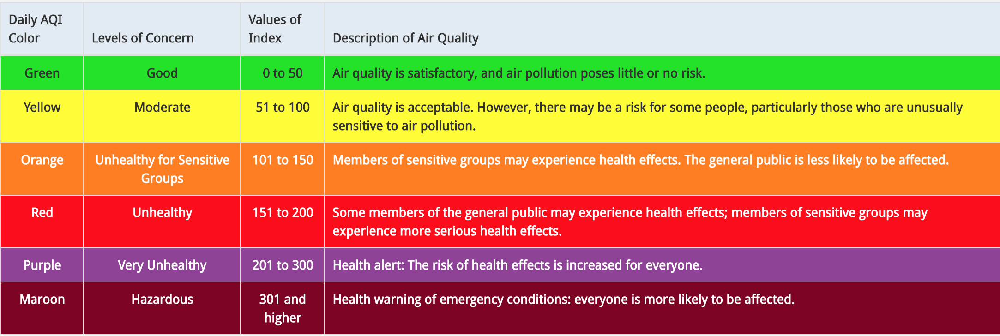 Daily AQI
Color
Levels of Concern
Values of
Index
Description of Air Quality
Green
Good
0 to 50
Air quality is satisfactory, and air pollution poses little or no risk.
Yellow
Moderate
51 to 100
Air quality is acceptable. However, there may be a risk for some people, particularly those who are unusually
sensitive to air pollution.
Orange
Unhealthy for Sensitive
Groups
101 to 150
Members of sensitive groups may experience health effects. The general public is less likely to be affected.
Red
Unhealthy
151 to 200
Some members of the general public may experience health effects; members of sensitive groups may
experience more serious health effects.
Purple
Very Unhealthy
201 to 300
Health alert: The risk of health effects is increased for everyone.
Maroon
Hazardous
301 and
higher
Health warning of emergency conditions: everyone is more likely to be affected.